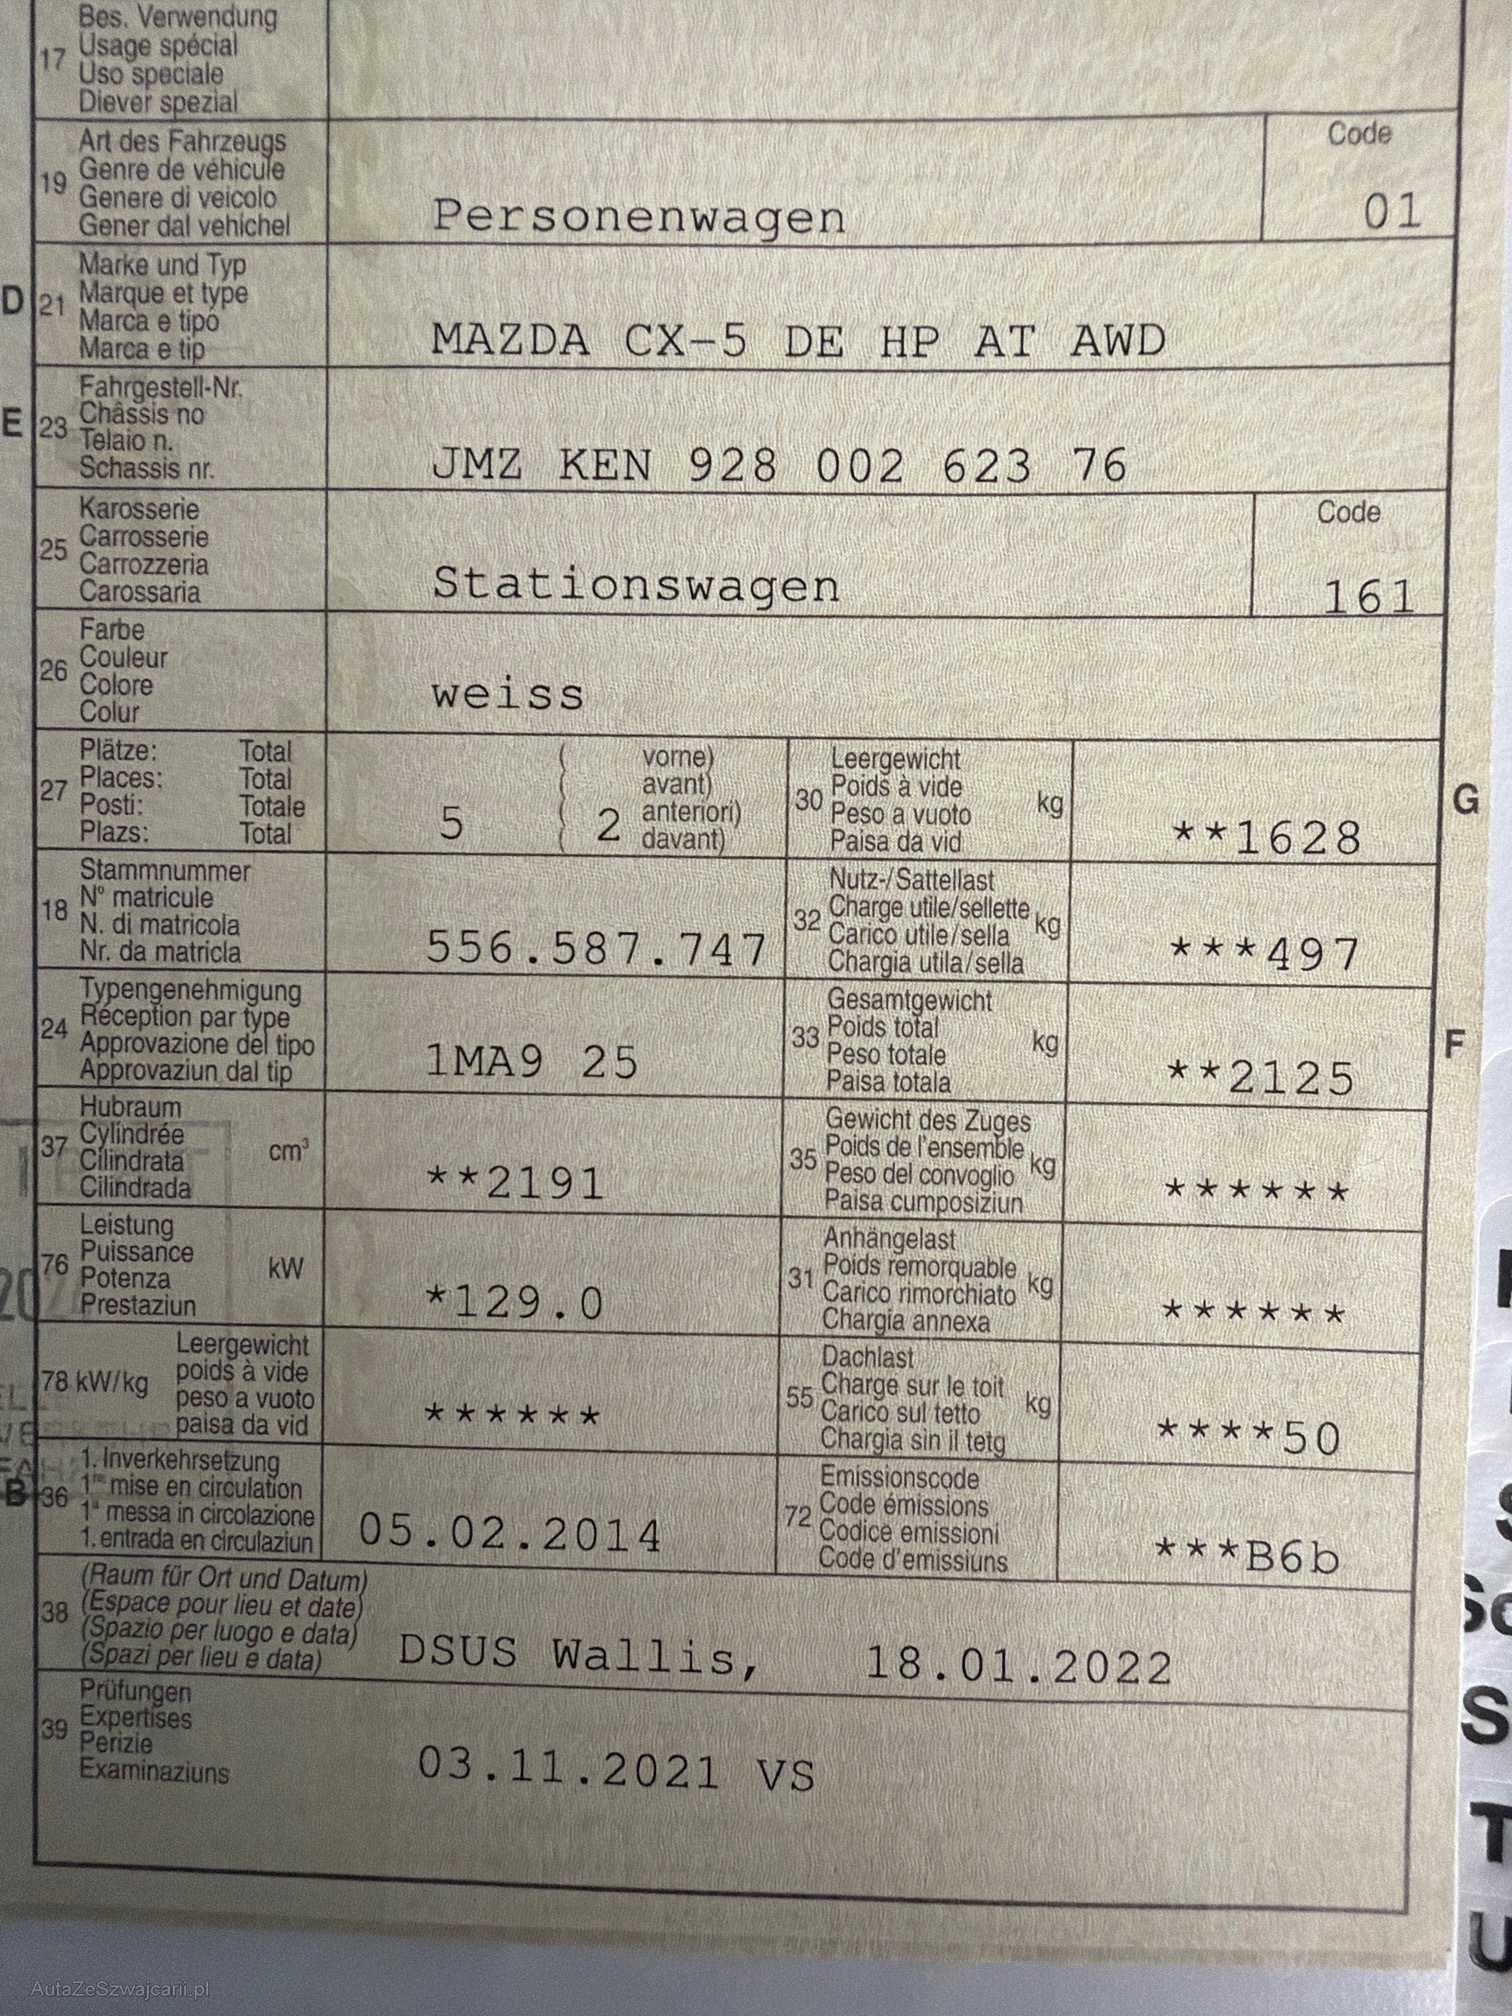 17 Bes. Verwendung
Usage spécial
Uso speciale
Diever spezial
19 Art des Fahrzeugs
Genre de véhicule
Genere di veicolo
Gener dal vehichel
Personenwagen
Code
01
D 21 Marke und Typ
Marque et type
Marca e tipo
Marca e tip
MAZDA CX-5 DE HP AT AWD
E 23 Fahrgestell-Nr.
Châssis no
Telaio n.
Schassis nr.
JMZ KEN 928 002 623 76
25 Karosserie
Carrosserie
Carrozzeria
Carossaria
Stationswagen
Code
161
26 Farbe
Couleur
Colore
Colur
weiss
27 Plätze: Total
Places: Total
Posti: Totale
Plazs: Total
5 ( 2 vorne)
( avant)
( anteriori)
( davant)
30 Leergewicht
Poids à vide
Peso a vuoto
Paisa da vid
kg
**1628
G
18 Stammnummer
N° matricule
N. di matricola
Nr. da matricla
556.587.747
32 Nutz-/Sattellast
Charge utile/sellette
Carico utile/sella
Chargia utila/sella
kg
***497
24 Typengenehmigung
Réception par type
Approvazione del tipo
Approvaziun dal tip
1MA9 25
33 Gesamtgewicht
Poids total
Peso totale
Paisa totala
kg
**2125
F
37 Hubraum
Cylindrée
Cilindrata
Cilindrada
cm³
**2191
35 Gewicht des Zuges
Poids de l'ensemble
Peso del convoglio
Paisa cumposiziun
kg
******
76 Leistung
Puissance
Potenza
Prestaziun
kW
*129.0
31 Anhängelast
Poids remorquable
Carico rimorchiato
Chargia annexa
kg
******
78 kW/kg Leergewicht
poids à vide
peso a vuoto
paisa da vid
******
55 Dachlast
Charge sur le toit
Carico sul tetto
Chargia sin il tetg
kg
****50
B 36 1. Inverkehrsetzung
1re mise en circulation
1a messa in circolazione
1. entrada en circulaziun
05.02.2014
72 Emissionscode
Code émissions
Codice emissioni
Code d'emissiuns
***B6b
38 (Raum für Ort und Datum)
(Espace pour lieu et date)
(Spazio per luogo e data)
(Spazi per lieu e data)
DSUS Wallis, 18.01.2022
39 Prüfungen
Expertises
Perizie
Examinaziuns
03.11.2021 VS
AutaZeSzwajcarii.pl